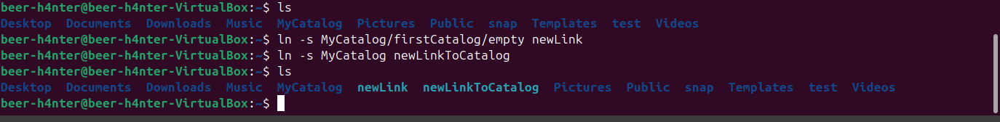 beer-h4nter@beer-h4nter-VirtualBox:~$ ls
Desktop  Documents  Downloads  Music  MyCatalog  Pictures  Public  snap  Templates  test  Videos
beer-h4nter@beer-h4nter-VirtualBox:~$ ln -s MyCatalog/firstCatalog/empty newLink
beer-h4nter@beer-h4nter-VirtualBox:~$ ln -s MyCatalog newLinkToCatalog
beer-h4nter@beer-h4nter-VirtualBox:~$ ls
Desktop  Documents  Downloads  Music  MyCatalog  newLink  newLinkToCatalog  Pictures  Public  snap  Templates  test  Videos
beer-h4nter@beer-h4nter-VirtualBox:~$